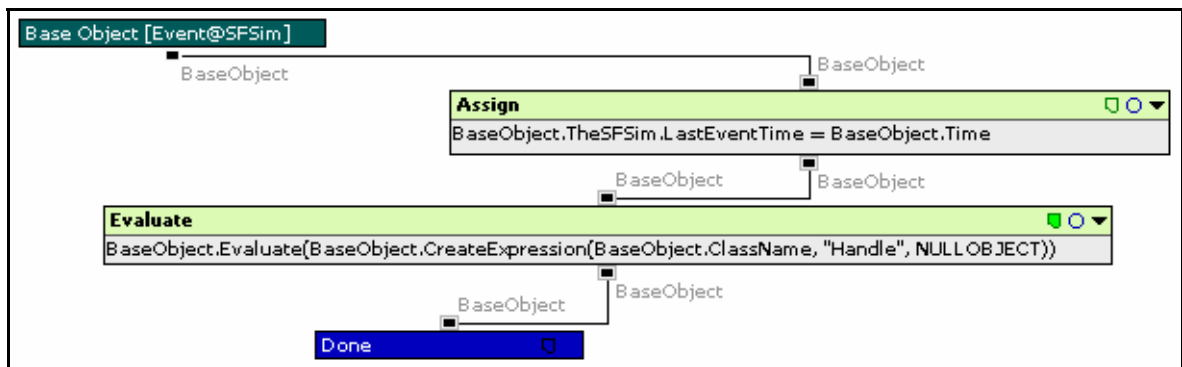 Base Object [Event@SFSim]
BaseObject
BaseObject
Assign
BaseObject.TheSFSim.LastEventTime = BaseObject.Time
BaseObject
BaseObject
Evaluate
BaseObject.Evaluate(BaseObject.CreateExpression(BaseObject.ClassName, "Handle", NULLOBJECT))
BaseObject
BaseObject
Done